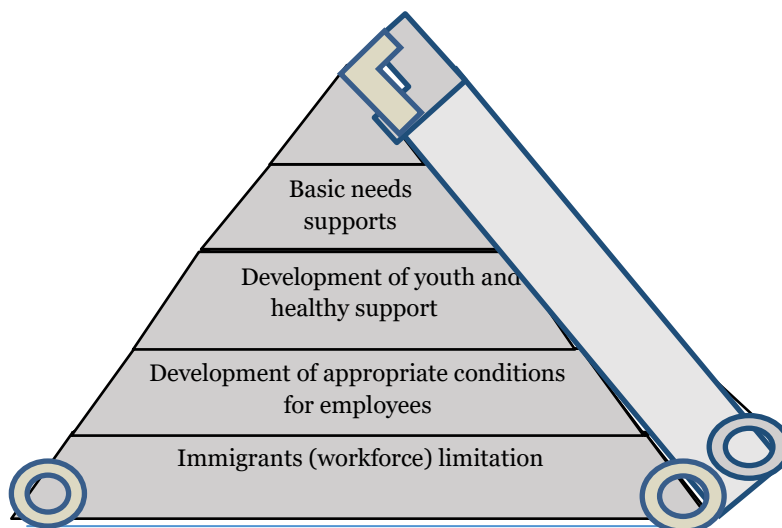 Basic needs
supports
Development of youth and
healthy support
Development of appropriate conditions
for employees
Immigrants (workforce) limitation